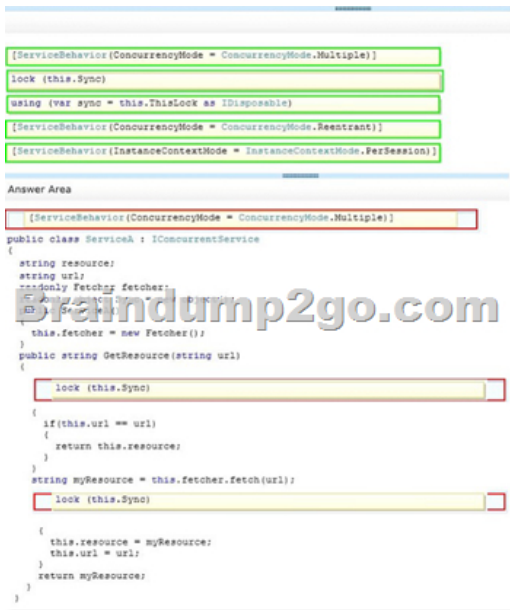 [ServiceBehavior(ConcurrencyMode = ConcurrencyMode.Multiple)]
lock (this.Sync)
using (var sync = this.ThisLock as IDisposable)
[ServiceBehavior(ConcurrencyMode = ConcurrencyMode.Reentrant)]
[ServiceBehavior(InstanceContextMode = InstanceContextMode.PerSession)]
Answer Area
[ServiceBehavior(ConcurrencyMode = ConcurrencyMode.Multiple)]
public class ServiceA : IConcurrentService
{
string resource;
string url;
readonly Fetcher fetcher;
Braindump2go.com
{
this.fetcher = new Fetcher();
}
public string GetResource(string url)
{
lock (this.Sync)
{
if(this.url == url)
{
return this.resource;
}
}
string myResource = this.fetcher.fetch(url);
lock (this.Sync)
{
this.resource = myResource;
this.url = url;
}
return myResource;
}
}